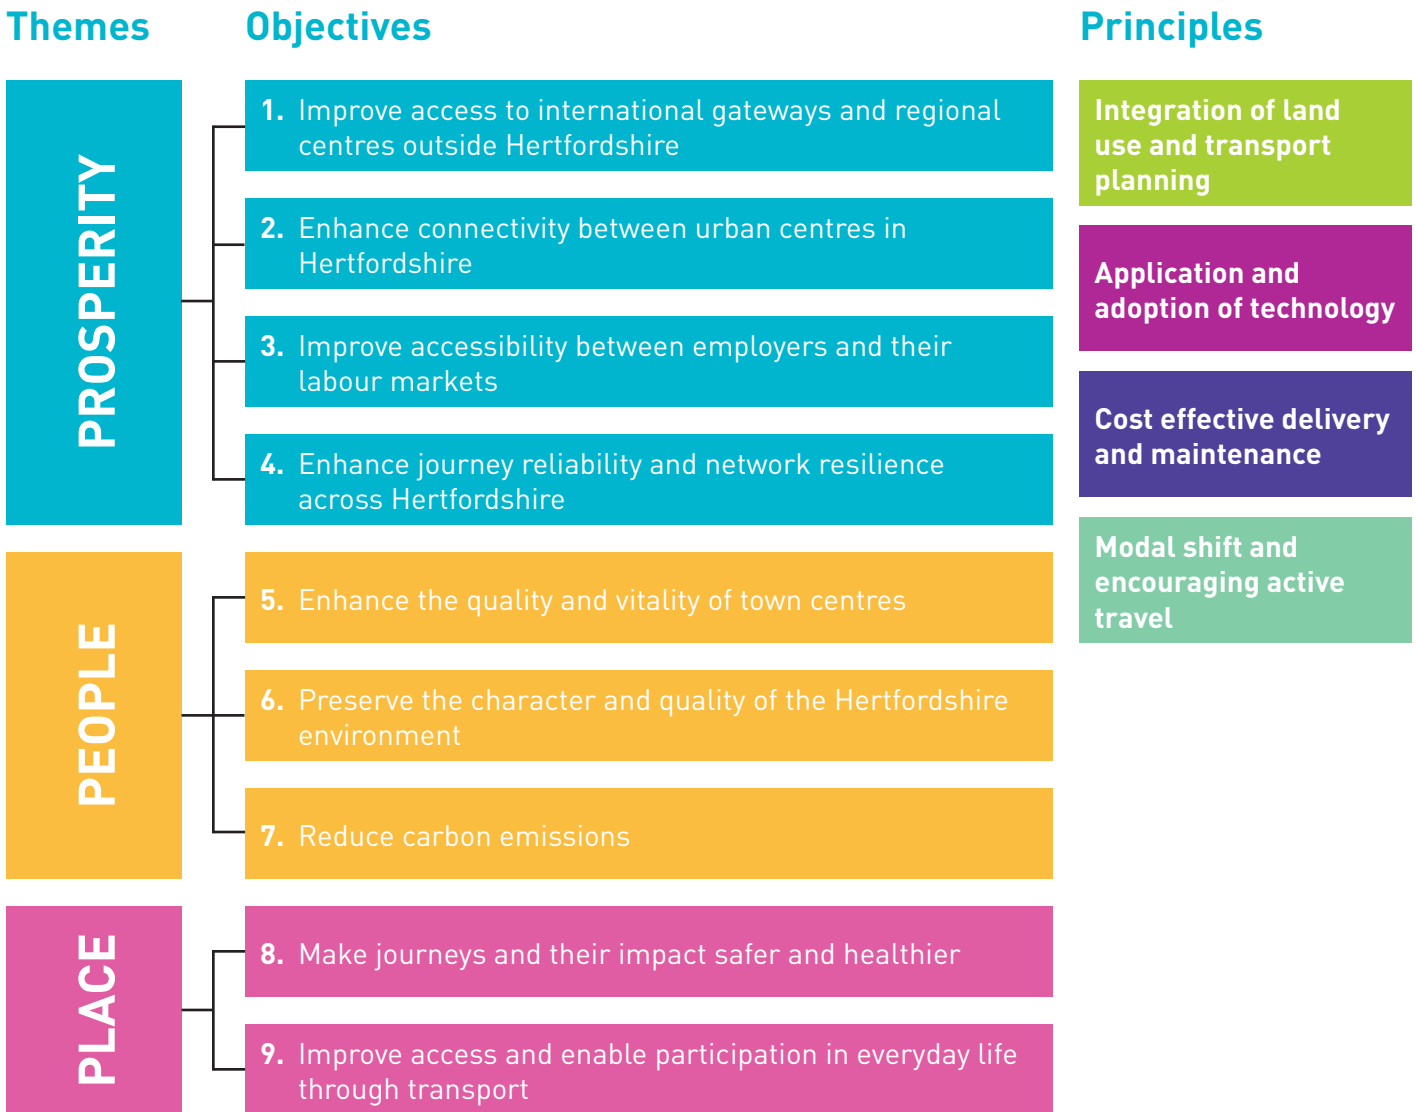 Themes
Objectives
Principles
PROSPERITY
1. Improve access to international gateways and regional
centres outside Hertfordshire
2. Enhance connectivity between urban centres in
Hertfordshire
3. Improve accessibility between employers and their
labour markets
4. Enhance journey reliability and network resilience
across Hertfordshire
PEOPLE
5. Enhance the quality and vitality of town centres
6. Preserve the character and quality of the Hertfordshire
environment
7. Reduce carbon emissions
PLACE
8. Make journeys and their impact safer and healthier
9. Improve access and enable participation in everyday life
through transport
Integration of land
use and transport
planning
Application and
adoption of technology
Cost effective delivery
and maintenance
Modal shift and
encouraging active
travel